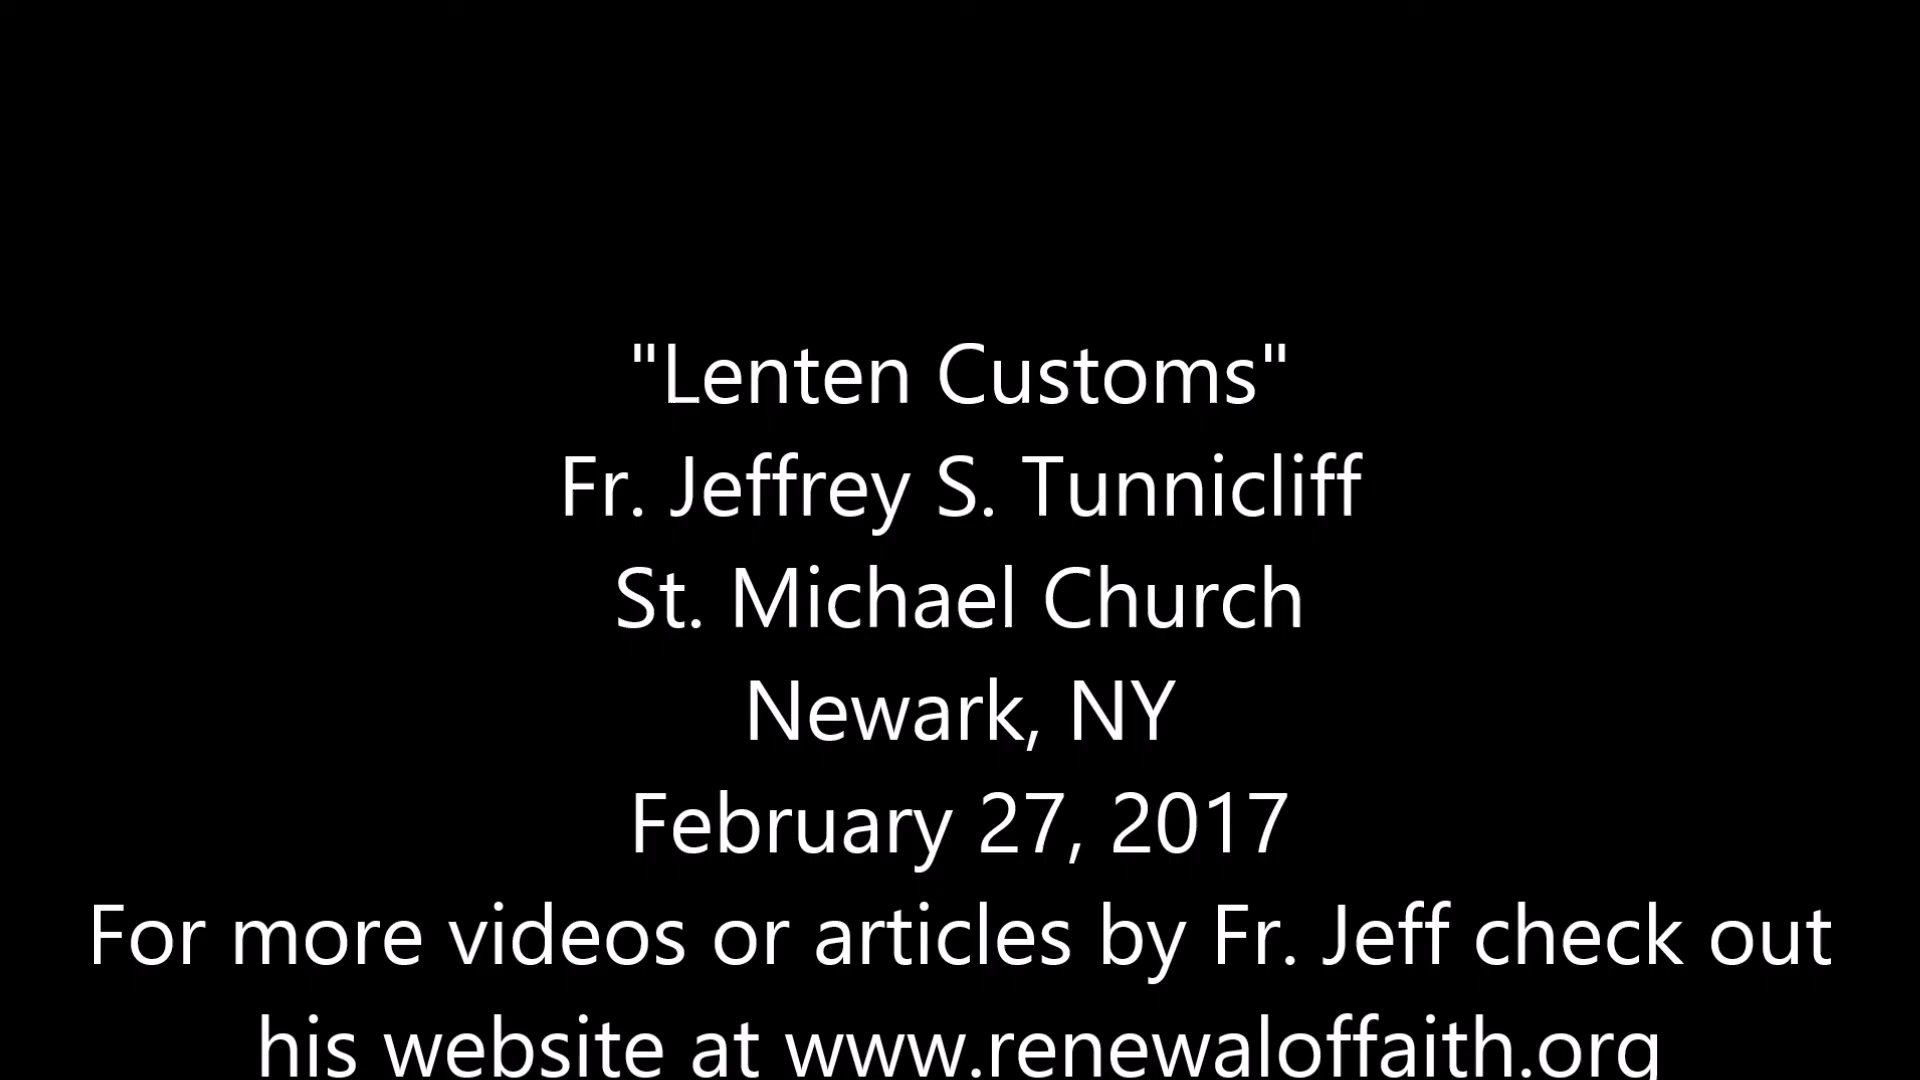 "Lenten Customs"
Fr. Jeffrey S. Tunnicliff
St. Michael Church
Newark, NY
February 27, 2017
For more videos or articles by Fr. Jeff check out
his website at www.renewaloffaith.org